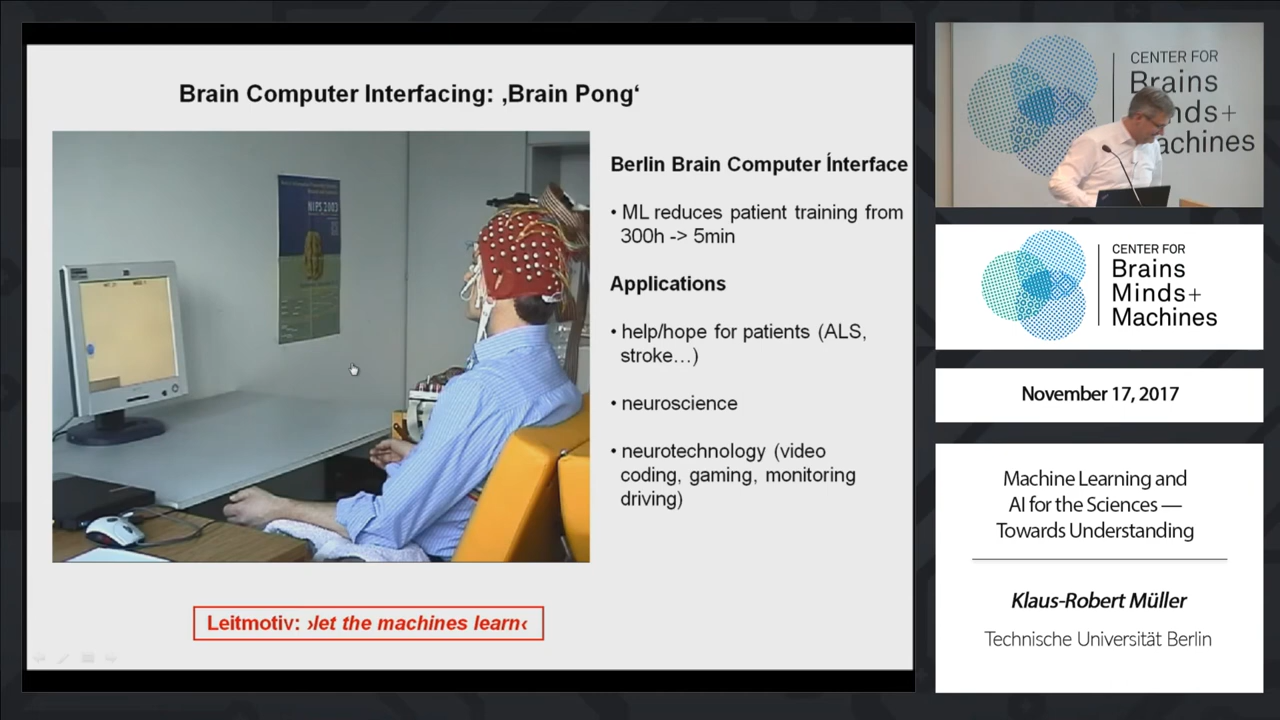 Brain Computer Interfacing: ‚Brain Pong‘
NIPS 2003
Berlin Brain Computer Ínterface
• ML reduces patient training from
300h -> 5min
Applications
• help/hope for patients (ALS,
stroke…)
• neuroscience
• neurotechnology (video
coding, gaming, monitoring
driving)
Leitmotiv: ›let the machines learn‹
CENTER FOR
Brains
Minds+
Machines
CENTER FOR
Brains
Minds+
Machines
November 17, 2017
Machine Learning and
AI for the Sciences —
Towards Understanding
Klaus-Robert Müller
Technische Universität Berlin